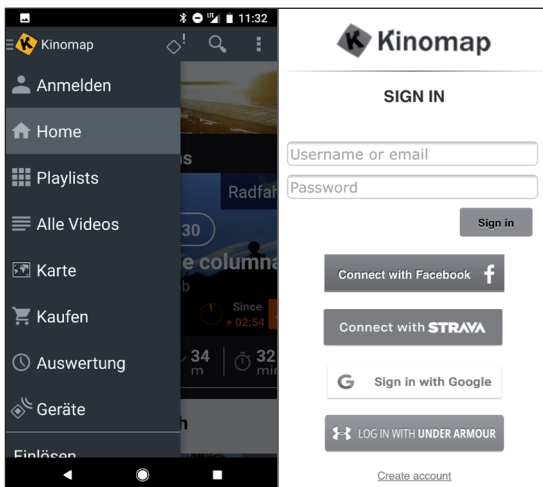 LTE 11:32
Kinomap
Anmelden
Home
Playlists
Alle Videos
Karte
Kaufen
Auswertung
Geräte
Einlösen
Radfah
30
e columna
b
Since
+ 02:54
34
m
32
min
h
Kinomap
SIGN IN
Username or email
Password
Sign in
Connect with Facebook f
Connect with STRAVA
G Sign in with Google
LOG IN WITH UNDER ARMOUR
Create account